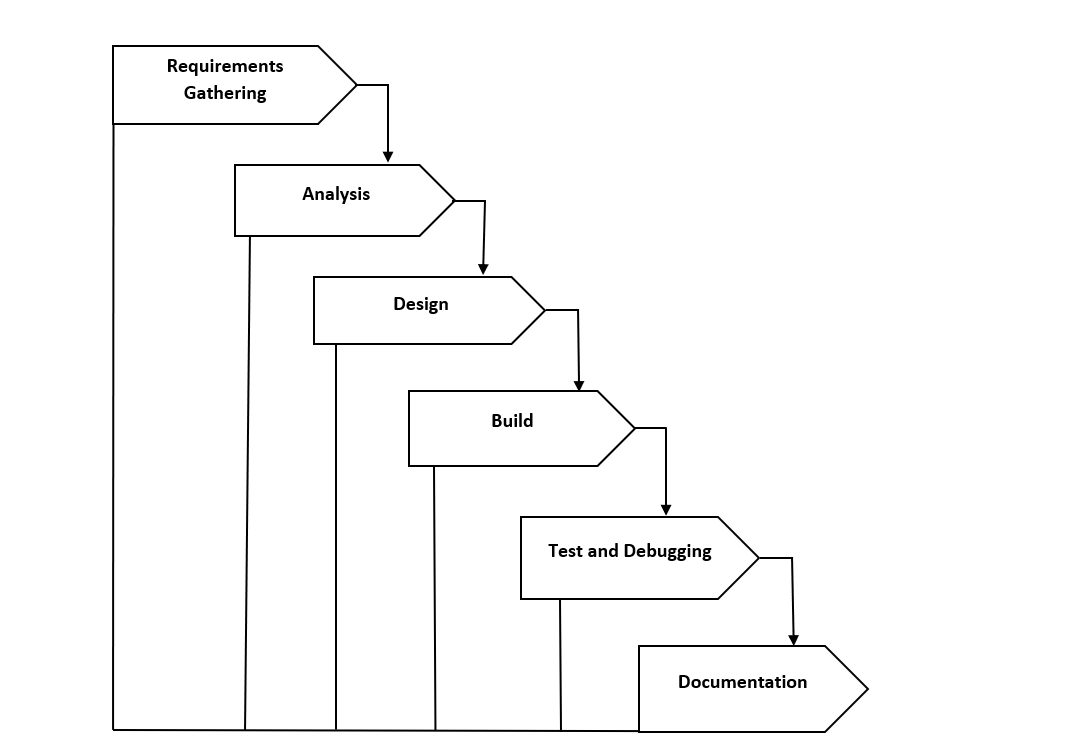 Requirements
Gathering
Analysis
Design
Build
Test and Debugging
Documentation